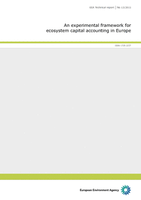 EEA Technical report | No 13/2011
An experimental framework for
ecosystem capital accounting in Europe
European Environment Agency